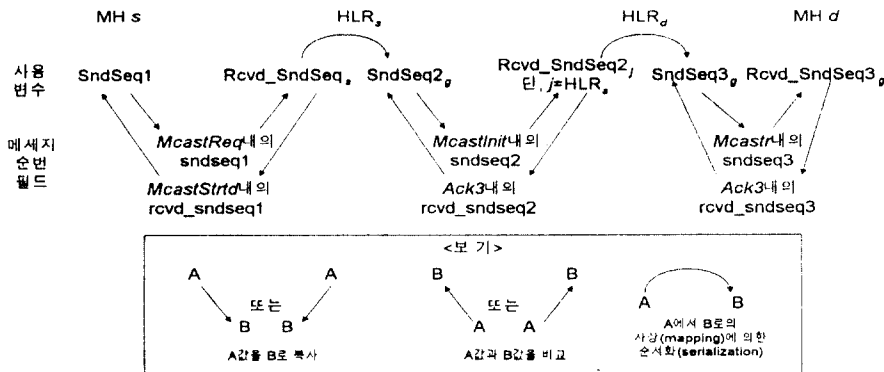 MH s HLRs HLRd MH d
사용
변수
SndSeq1 Rcvd_SndSeqs SndSeq2g Rcvd_SndSeq2j SndSeq3g Rcvd_SndSeq3g
단, j=HLRs
메세지
순번
필드
McastReq내의
sndseq1
McastInit내의
sndseq2
Mcastr내의
sndseq3
McastStrtd내의
rcvd_sndseq1
Ack3내의
rcvd_sndseq2
Ack3내의
rcvd_sndseq3
<보 기>
A A B B
또는 또는
B B A A A B
A값을 B로 복사
A값과 B값을 비교
A에서 B로의
사상(mapping)에 의한
순서화(serialization)